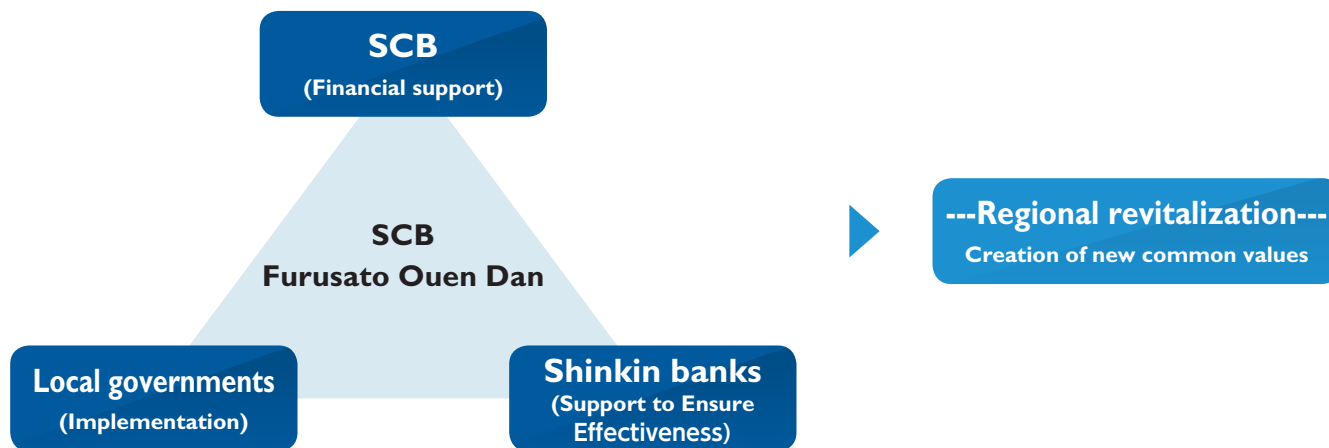 SCB
(Financial support)
SCB
Furusato Ouen Dan
Local governments
(Implementation)
Shinkin banks
(Support to Ensure
Effectiveness)
---Regional revitalization---
Creation of new common values